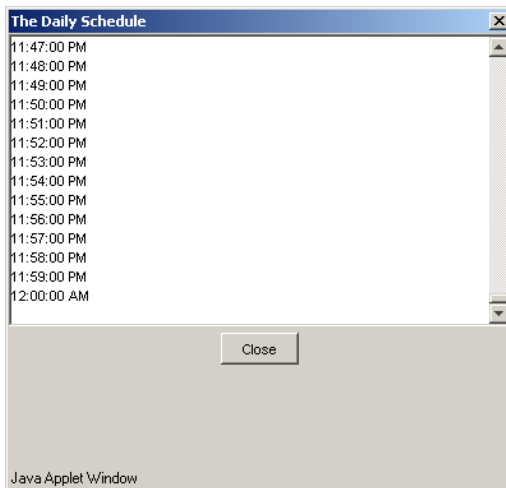 The Daily Schedule
11:47:00 PM
11:48:00 PM
11:49:00 PM
11:50:00 PM
11:51:00 PM
11:52:00 PM
11:53:00 PM
11:54:00 PM
11:55:00 PM
11:56:00 PM
11:57:00 PM
11:58:00 PM
11:59:00 PM
12:00:00 AM
Close
Java Applet Window